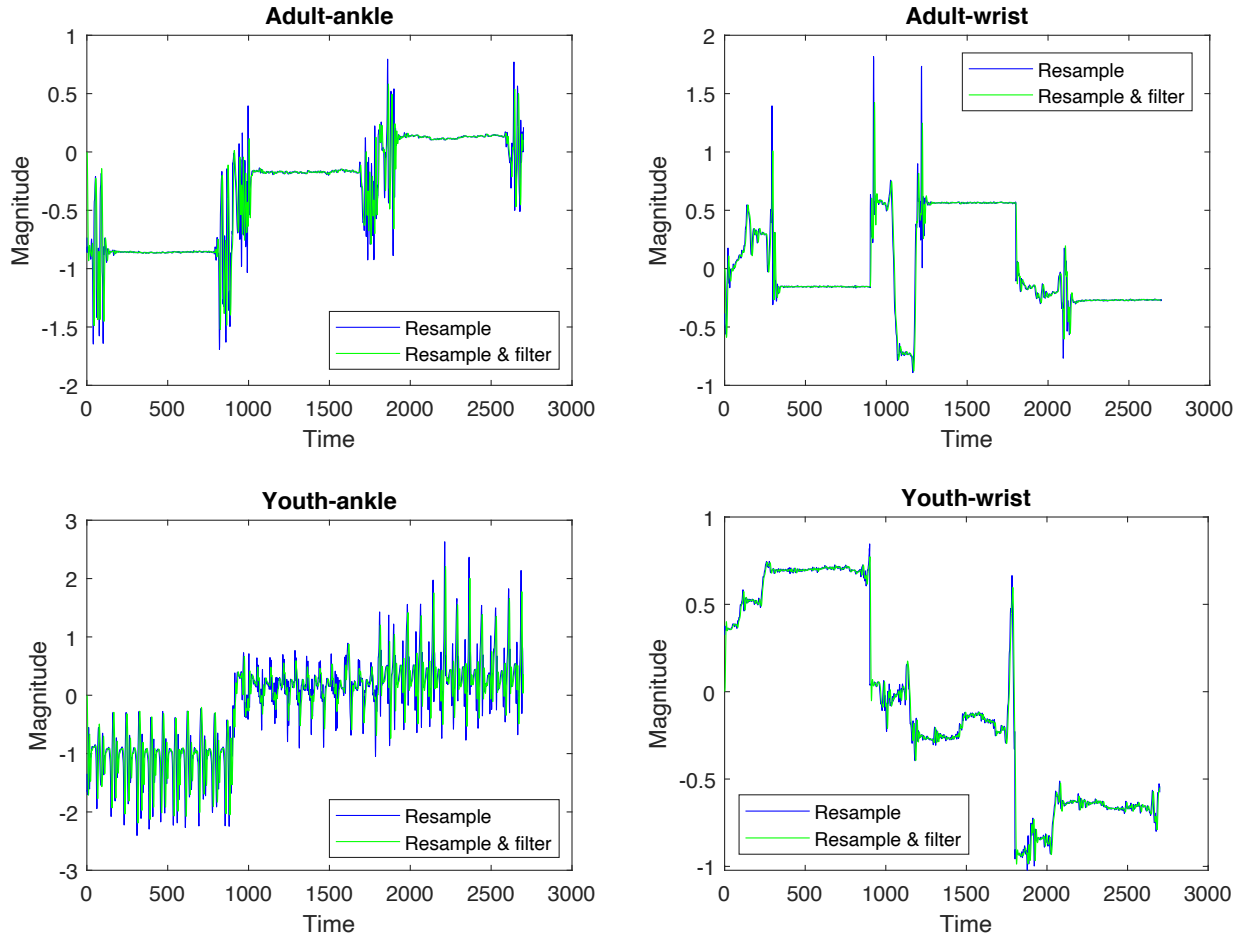 Adult-ankle
1
0.5
0
-0.5
-1
-1.5
-2
Magnitude
Resample
Resample & filter
0 500 1000 1500 2000 2500 3000
Time
Adult-wrist
2
1.5
1
0.5
0
-0.5
-1
Magnitude
Resample
Resample & filter
0 500 1000 1500 2000 2500 3000
Time
Youth-ankle
3
2
1
0
-1
-2
-3
Magnitude
Resample
Resample & filter
0 500 1000 1500 2000 2500 3000
Time
Youth-wrist
1
0.5
0
-0.5
-1
Magnitude
Resample
Resample & filter
0 500 1000 1500 2000 2500 3000
Time